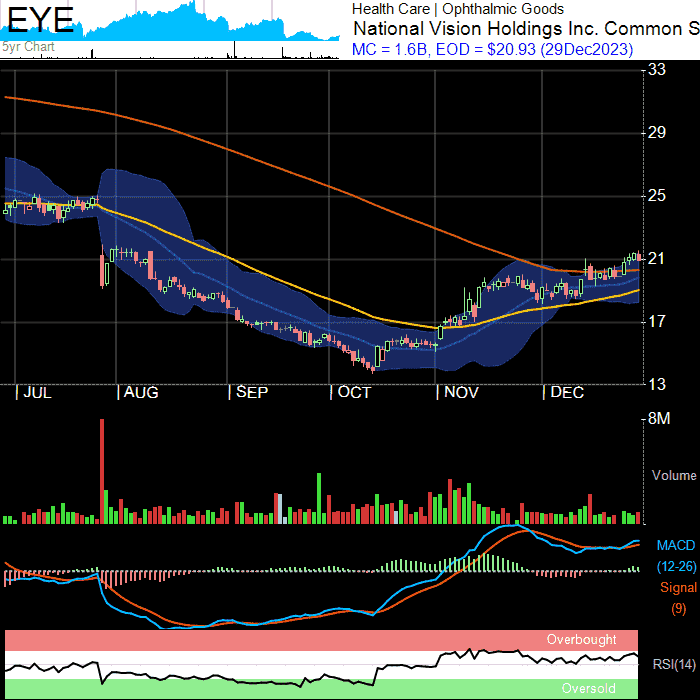 EYE
5yr Chart
Health Care | Ophthalmic Goods
National Vision Holdings Inc. Common S
MC = 1.6B, EOD = $20.93 (29Dec2023)
33
29
25
21
17
13
JUL AUG SEP OCT NOV DEC
8M
Volume
MACD
(12-26)
Signal
(9)
Overbought
RSI(14)
Oversold